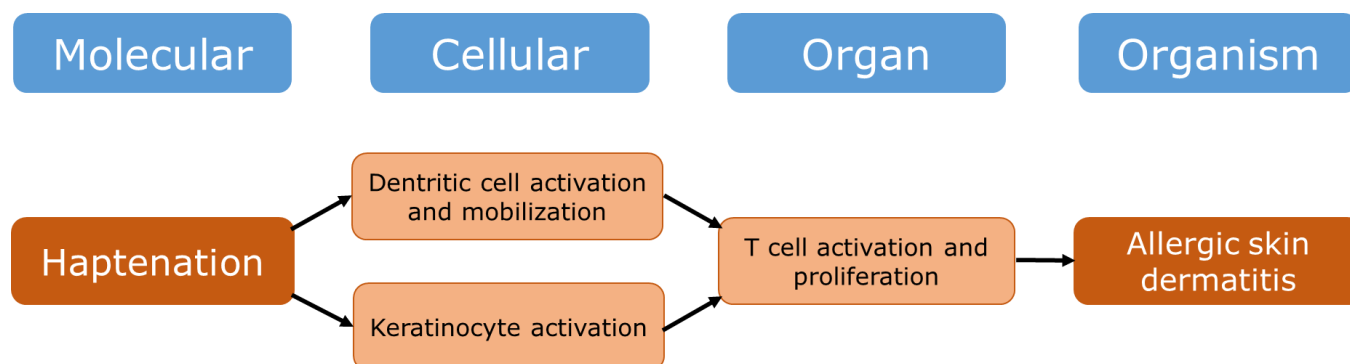 Molecular
Cellular
Organ
Organism
Haptenation
Dentritic cell activation
and mobilization
Keratinocyte activation
T cell activation and
proliferation
Allergic skin
dermatitis